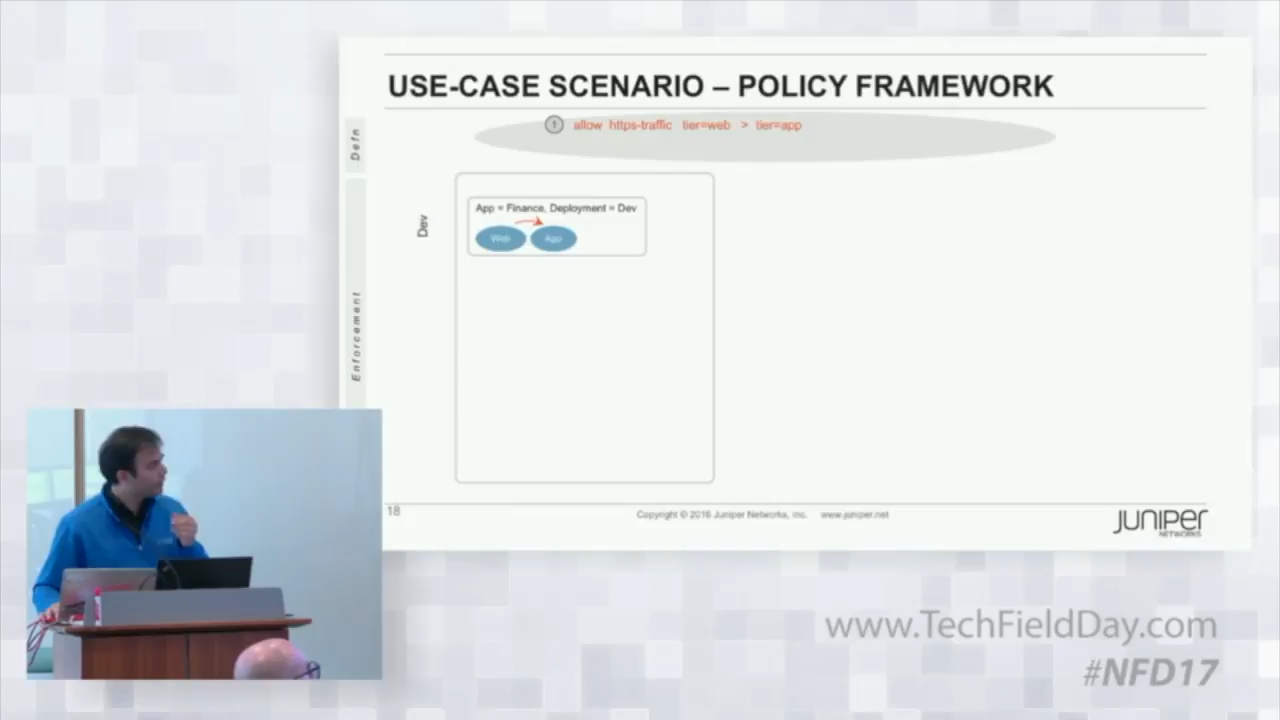 USE-CASE SCENARIO – POLICY FRAMEWORK
Defn
1 allow https-traffic tier=web > tier=app
Enforcement
Dev
App = Finance, Deployment = Dev
Web App
18
Copyright © 2016 Juniper Networks, Inc. www.juniper.net
JUNIPER
NETWORKS
www.TechFieldDay.com
#NFD17